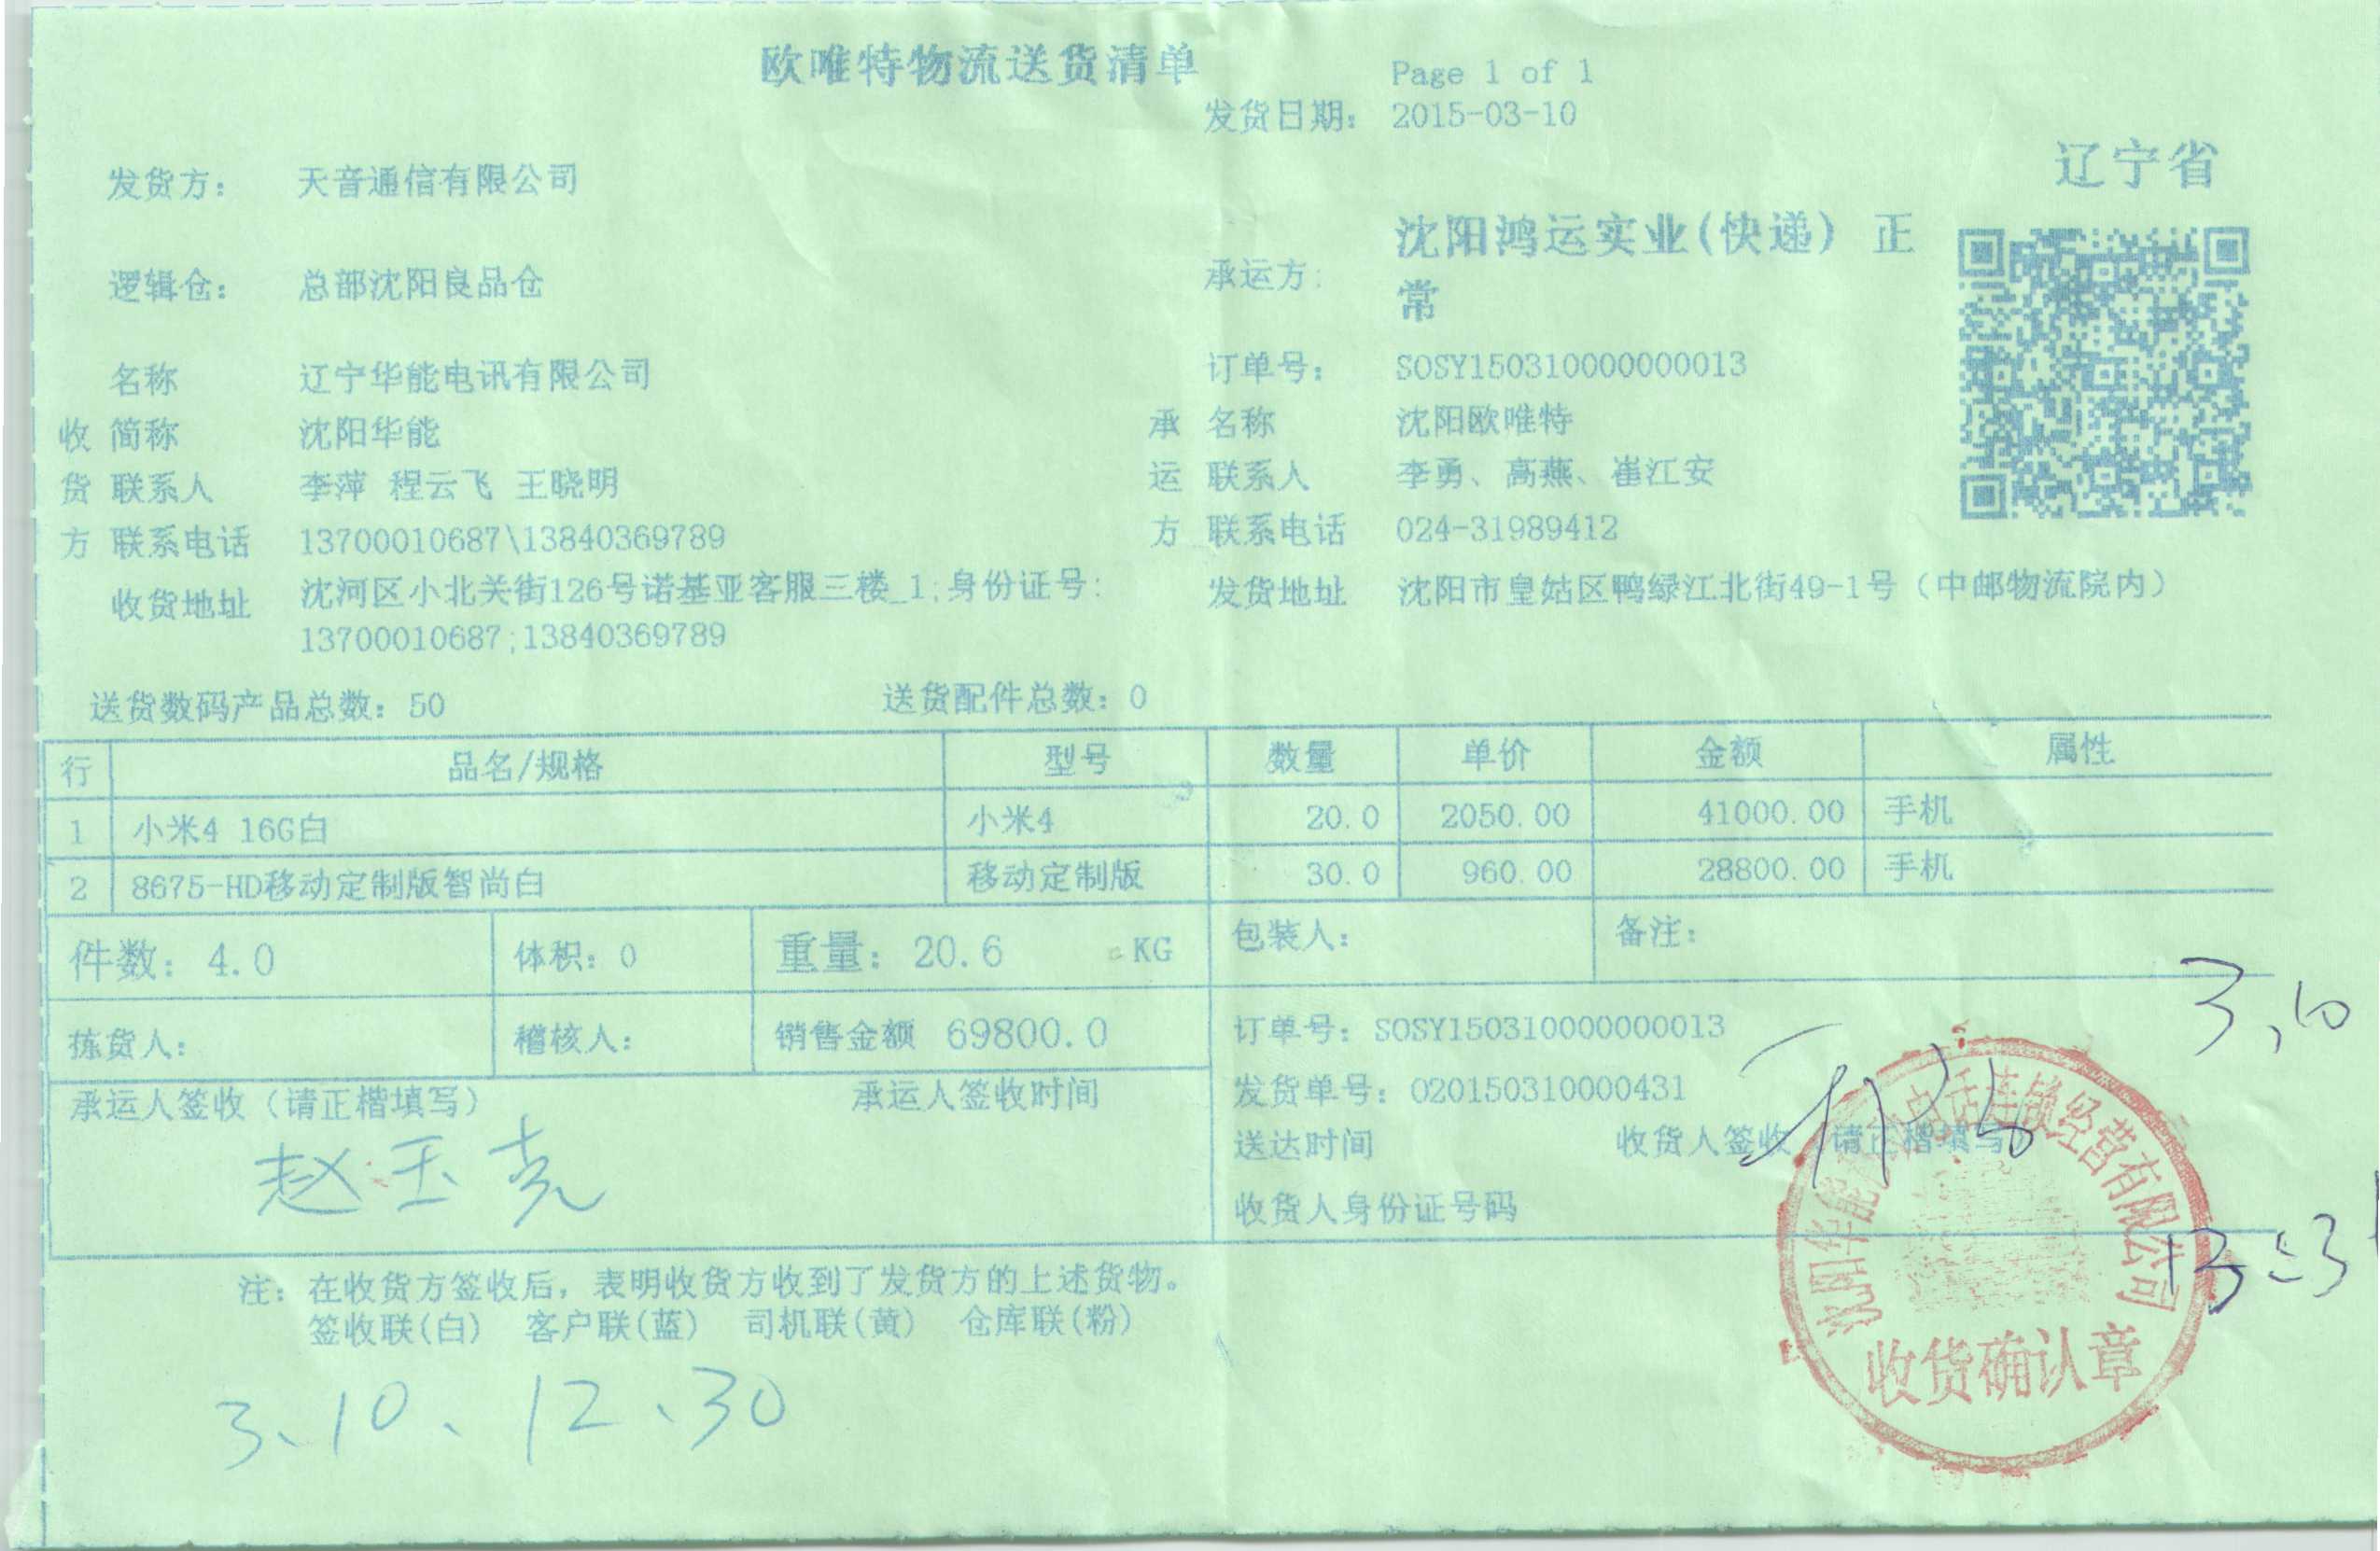 欧唯特物流送货清单 Page 1 of 1
发货日期： 2015-03-10
辽宁省
发货方： 天音通信有限公司
逻辑仓： 总部沈阳良品仓
承运方： 沈阳鸿运实业(快递) 正
常
名称 辽宁华能电讯有限公司
订单号： SOSY150310000000013
收 简称 沈阳华能
承 名称 沈阳欧唯特
货 联系人 李萍 程云飞 王晓明
运 联系人 李勇、高燕、崔江安
方 联系电话 13700010687\13840369789
方 联系电话 024-31989412
收货地址 沈河区小北关街126号诺基亚客服三楼_1;身份证号:
13700010687;13840369789
发货地址 沈阳市皇姑区鸭绿江北街49-1号（中邮物流院内）
送货数码产品总数：50 送货配件总数：0
行 品名/规格 型号 数量 单价 金额 属性
1 小米4 16G白 小米4 20.0 2050.00 41000.00 手机
2 8675-HD移动定制版智尚白 移动定制版 30.0 960.00 28800.00 手机
件数：4.0 体积：0 重量：20.6 KG 包装人： 备注：
拣货人： 稽核人： 销售金额 69800.0 订单号：SOSY150310000000013
3.10
承运人签收（请正楷填写） 承运人签收时间 发货单号：020150310000431
送达时间 收货人签收（请正楷填写）
赵玉尧
收货人身份证号码
注：在收货方签收后，表明收货方收到了发货方的上述货物。
签收联(白) 客户联(蓝) 司机联(黄) 仓库联(粉)
收货确认章
3、10、12、30